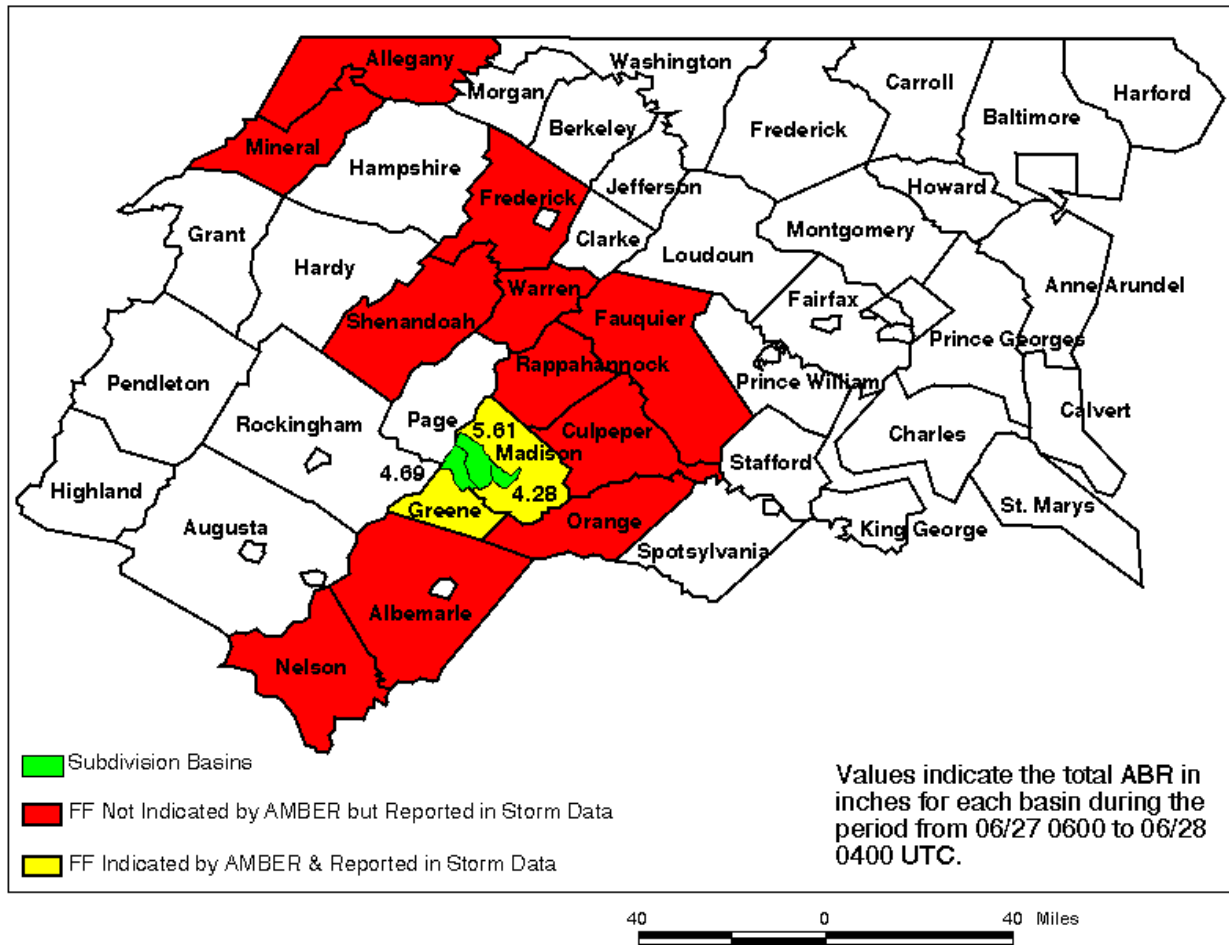 Allegany
Washington
Morgan
Carroll
Harford
Baltimore
Berkeley
Frederick
Mineral
Hampshire
Frederick
Jefferson
Howard
Grant
Clarke
Montgomery
Hardy
Loudoun
Warren
Fairfax
Anne Arundel
Shenandoah
Fauquier
Prince Georges
Rappahannock
Pendleton
Prince William
Page
Calvert
Rockingham
5.61
Culpeper
Charles
Madison
4.69
Stafford
Highland
4.28
Greene
St. Marys
Augusta
Orange
King George
Spotsylvania
Albemarle
Nelson
Subdivision Basins
FF Not Indicated by AMBER but Reported in Storm Data
FF Indicated by AMBER & Reported in Storm Data
Values indicate the total ABR in
inches for each basin during the
period from 06/27 0600 to 06/28
0400 UTC.
40 0 40 Miles